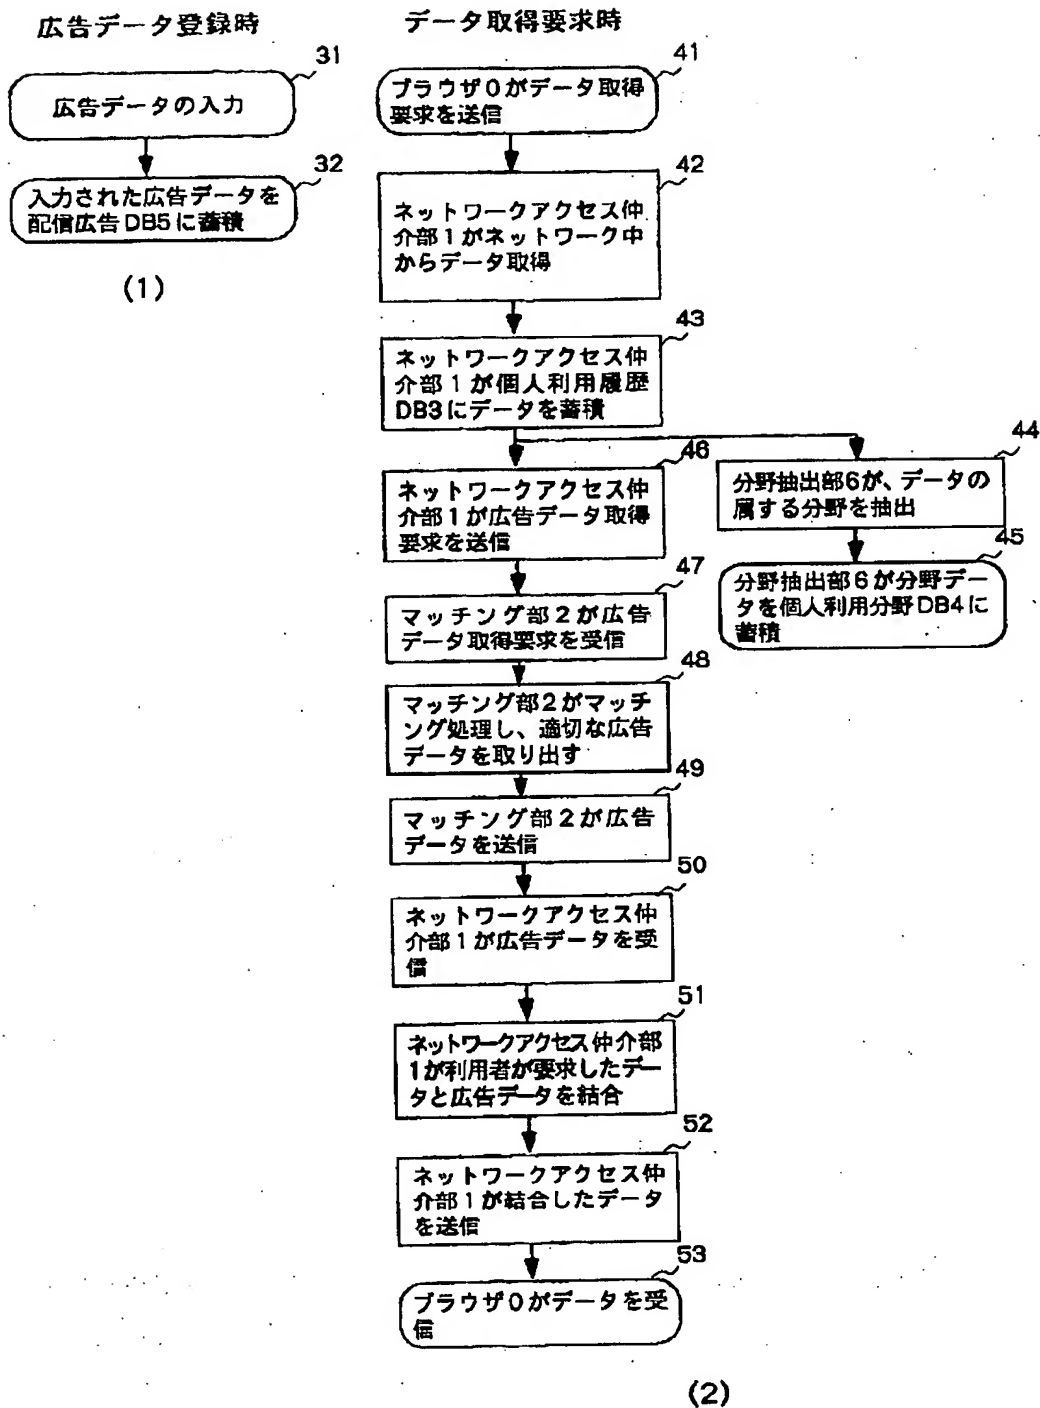 広告データ登録時
31
広告データの入力
32
入力された広告データを
配信広告DB5に蓄積
(1)
データ取得要求時
41
ブラウザ0がデータ取得
要求を送信
42
ネットワークアクセス仲
介部1がネットワーク中
からデータ取得
43
ネットワークアクセス仲
介部1が個人利用履歴
DB3にデータを蓄積
44
分野抽出部6が、データの
属する分野を抽出
45
分野抽出部6が分野デー
タを個人利用分野DB4に
蓄積
46
ネットワークアクセス仲
介部1が広告データ取得
要求を送信
47
マッチング部2が広告
データ取得要求を受信
48
マッチング部2がマッチ
ング処理し、適切な広告
データを取り出す
49
マッチング部2が広告
データを送信
50
ネットワークアクセス仲
介部1が広告データを受
信
51
ネットワークアクセス仲介部
1が利用者が要求したデー
タと広告データを結合
52
ネットワークアクセス仲
介部1が結合したデータ
を送信
53
ブラウザ0がデータを受
信
(2)